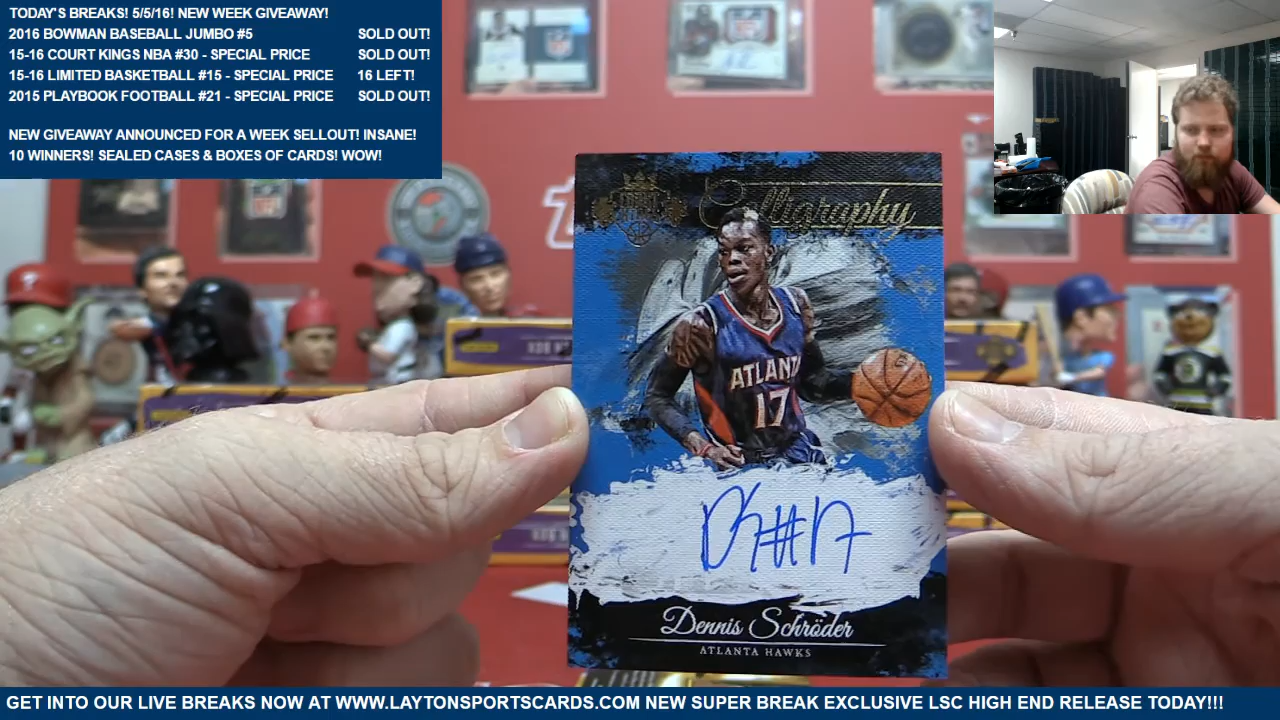 TODAY'S BREAKS! 5/5/16! NEW WEEK GIVEAWAY!
2016 BOWMAN BASEBALL JUMBO #5 SOLD OUT!
15-16 COURT KINGS NBA #30 - SPECIAL PRICE SOLD OUT!
15-16 LIMITED BASKETBALL #15 - SPECIAL PRICE 16 LEFT!
2015 PLAYBOOK FOOTBALL #21 - SPECIAL PRICE SOLD OUT!
NEW GIVEAWAY ANNOUNCED FOR A WEEK SELLOUT! INSANE!
10 WINNERS! SEALED CASES & BOXES OF CARDS! WOW!
Calligraphy
ATLANTA
17
Dennis Schröder
ATLANTA HAWKS
GET INTO OUR LIVE BREAKS NOW AT WWW.LAYTONSPORTSCARDS.COM NEW SUPER BREAK EXCLUSIVE LSC HIGH END RELEASE TODAY!!!